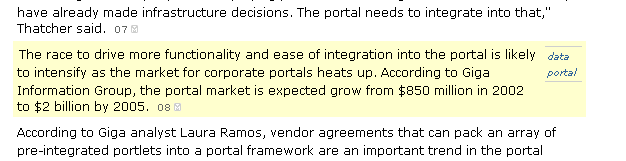 have already made infrastructure decisions. The portal needs to integrate into that,"
Thatcher said. 07
The race to drive more functionality and ease of integration into the portal is likely
to intensify as the market for corporate portals heats up. According to Giga
Information Group, the portal market is expected grow from $850 million in 2002
to $2 billion by 2005. 08
data
portal
According to Giga analyst Laura Ramos, vendor agreements that can pack an array of
pre-integrated portlets into a portal framework are an important trend in the portal